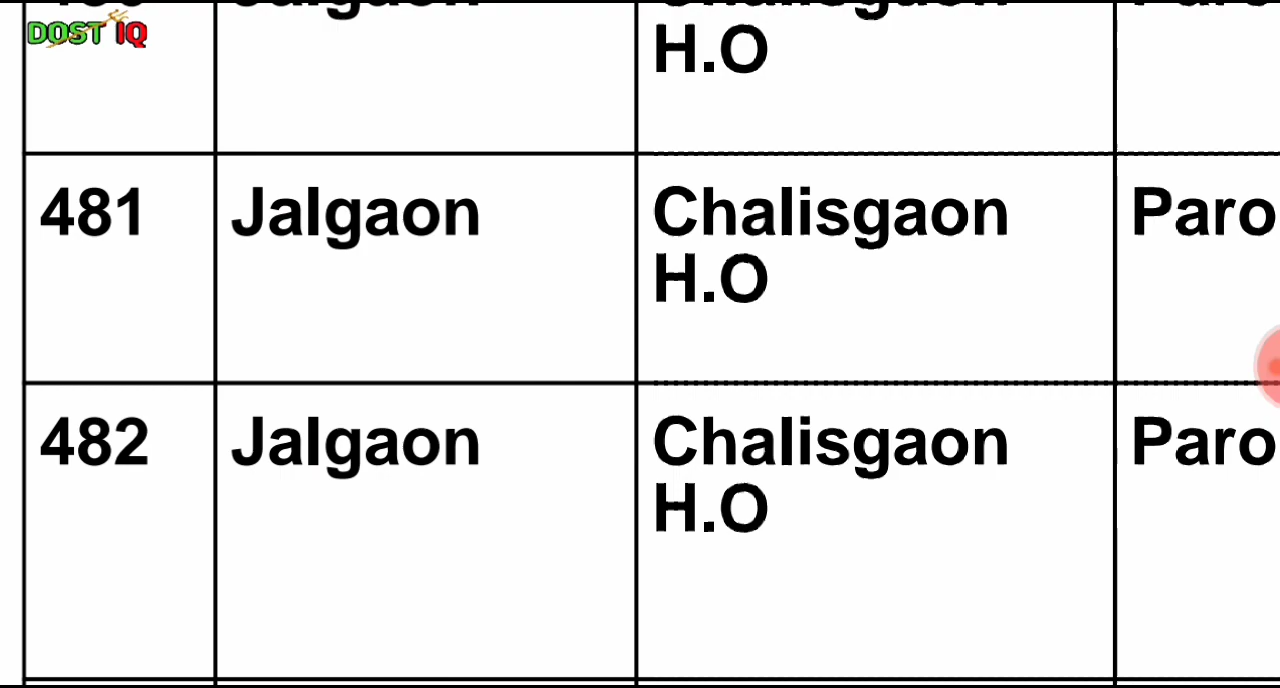 DOST IQ
H.O
481 Jalgaon Chalisgaon Paro
H.O
482 Jalgaon Chalisgaon Paro
H.O